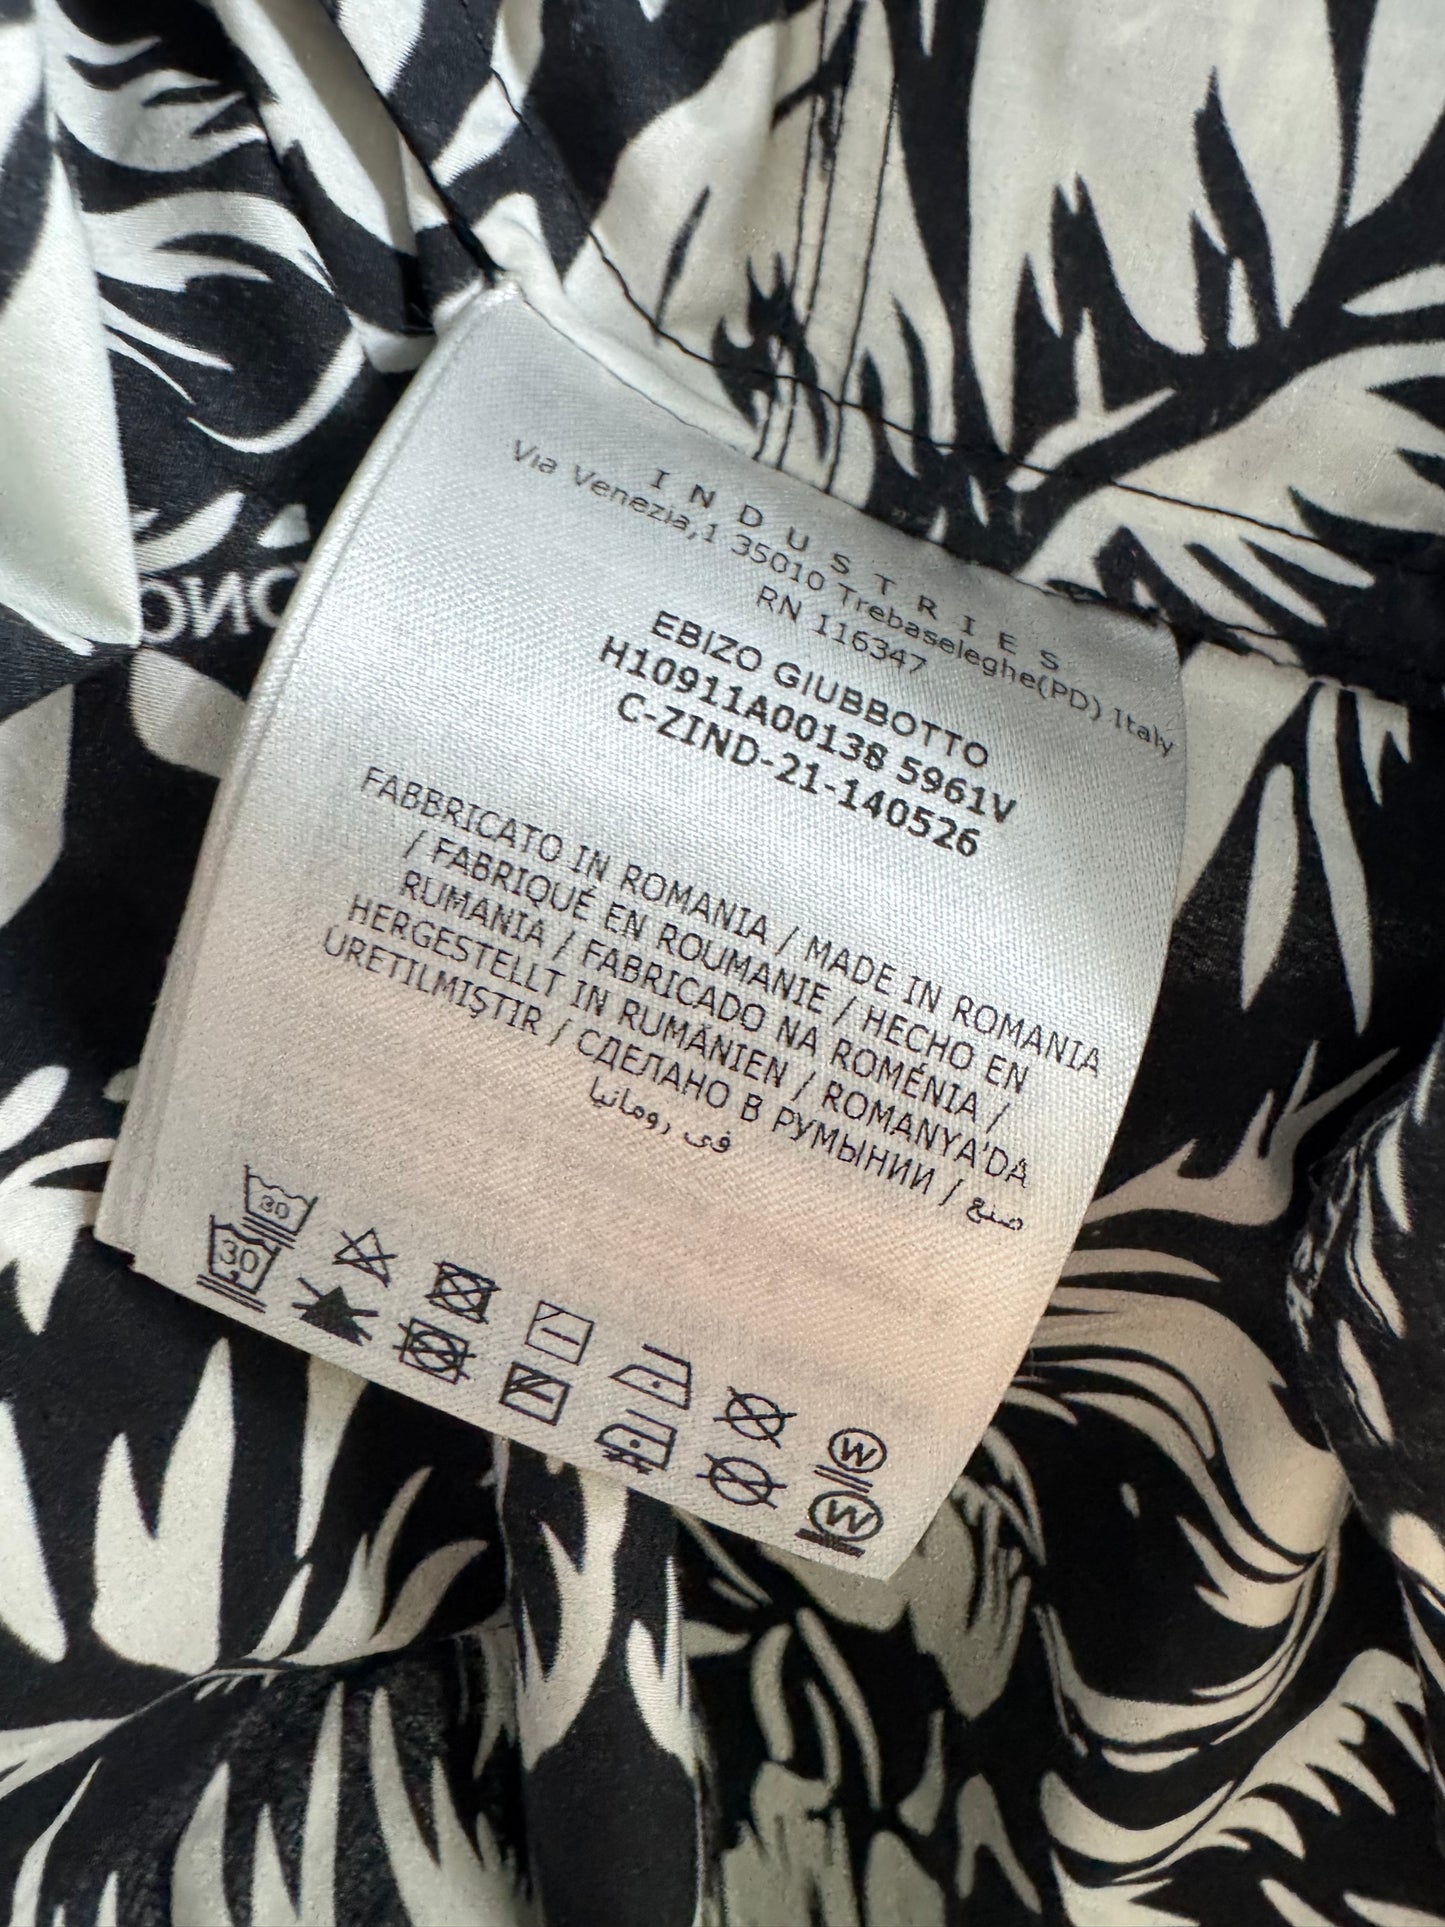 INDUSTRIES
Via Venezia,1 35010 Trebaseleghe(PD) Italy
RN 116347
EBIZO GIUBBOTTO
H10911A00138 5961V
C-ZIND-21-140526
FABBRICATO IN ROMANIA / MADE IN ROMANIA
/ FABRIQUÉ EN ROUMANIE / HECHO EN
RUMANIA / FABRICADO NA ROMÉNIA /
HERGESTELLT IN RUMÄNIEN / ROMANYA'DA
ÜRETILMIŞTIR / СДЕЛАНО В РУМЫНИИ / صنع
في رومانيا
30
30
W
W